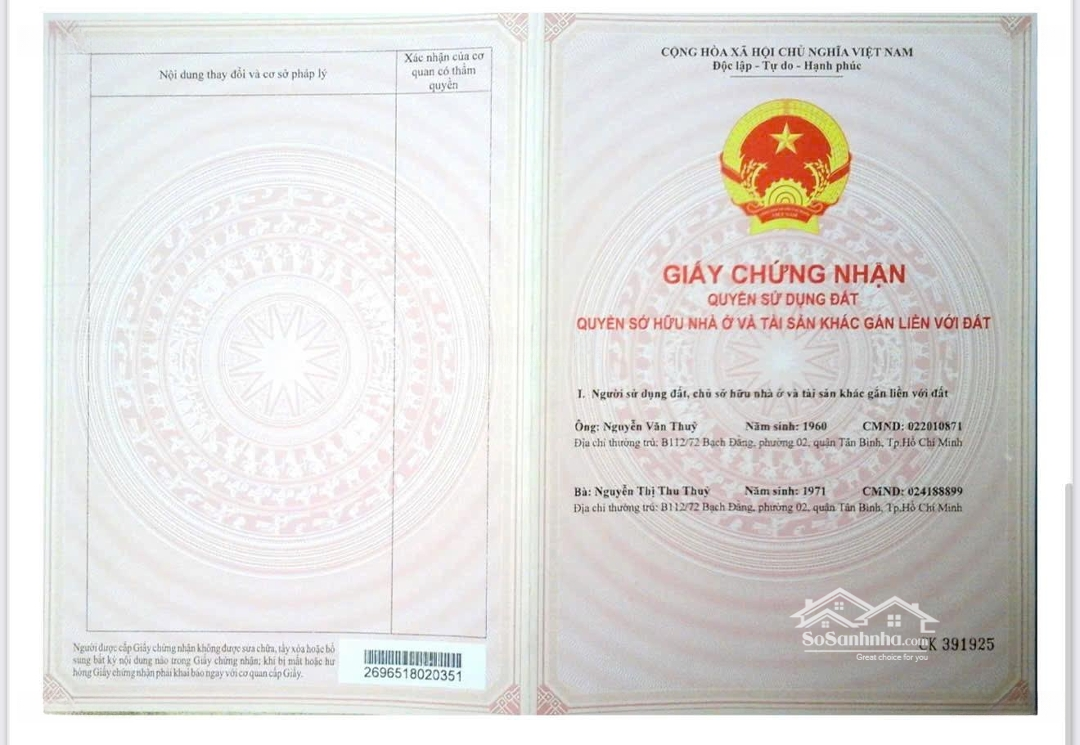 Nội dung thay đổi và cơ sở pháp lý
Xác nhận của cơ
quan có thẩm
quyền
Người được cấp Giấy chứng nhận không được sửa chữa, tẩy xóa hoặc bổ
sung bất kỳ nội dung nào trong Giấy chứng nhận; khi bị mất hoặc hư
hỏng Giấy chứng nhận phải khai báo ngay với cơ quan cấp Giấy.
2696518020351
CỘNG HÒA XÃ HỘI CHỦ NGHĨA VIỆT NAM
Độc lập - Tự do - Hạnh phúc
VIỆT NAM
GIẤY CHỨNG NHẬN
QUYỀN SỬ DỤNG ĐẤT
QUYỀN SỞ HỮU NHÀ Ở VÀ TÀI SẢN KHÁC GẮN LIỀN VỚI ĐẤT
I. Người sử dụng đất, chủ sở hữu nhà ở và tài sản khác gắn liền với đất
Ông: Nguyễn Văn Thuỷ Năm sinh: 1960 CMND: 022010871
Địa chỉ thường trú: B112/72 Bạch Đằng, phường 02, quận Tân Bình, Tp.Hồ Chí Minh
Bà: Nguyễn Thị Thu Thuỷ Năm sinh: 1971 CMND: 024188899
Địa chỉ thường trú: B112/72 Bạch Đằng, phường 02, quận Tân Bình, Tp.Hồ Chí Minh
SoSanhnha.com
CK 391925
Great choice for you